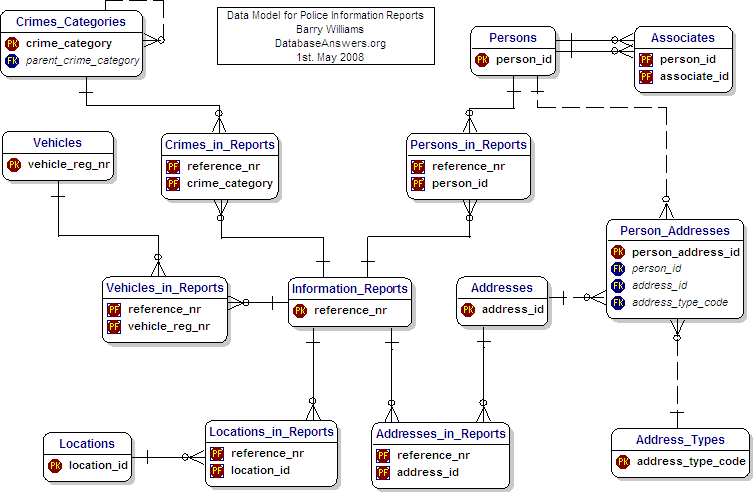 Crimes_Categories
PK crime_category
FK parent_crime_category
Data Model for Police Information Reports
Barry Williams
DatabaseAnswers.org
1st. May 2008
Persons
PK person_id
Associates
PF person_id
PF associate_id
Vehicles
PK vehicle_reg_nr
Crimes_in_Reports
PF reference_nr
PF crime_category
Persons_in_Reports
PF reference_nr
PF person_id
Person_Addresses
PK person_address_id
FK person_id
FK address_id
FK address_type_code
Vehicles_in_Reports
PF reference_nr
PF vehicle_reg_nr
Information_Reports
PK reference_nr
Addresses
PK address_id
Locations
PK location_id
Locations_in_Reports
PF reference_nr
PF location_id
Addresses_in_Reports
PF reference_nr
PF address_id
Address_Types
PK address_type_code